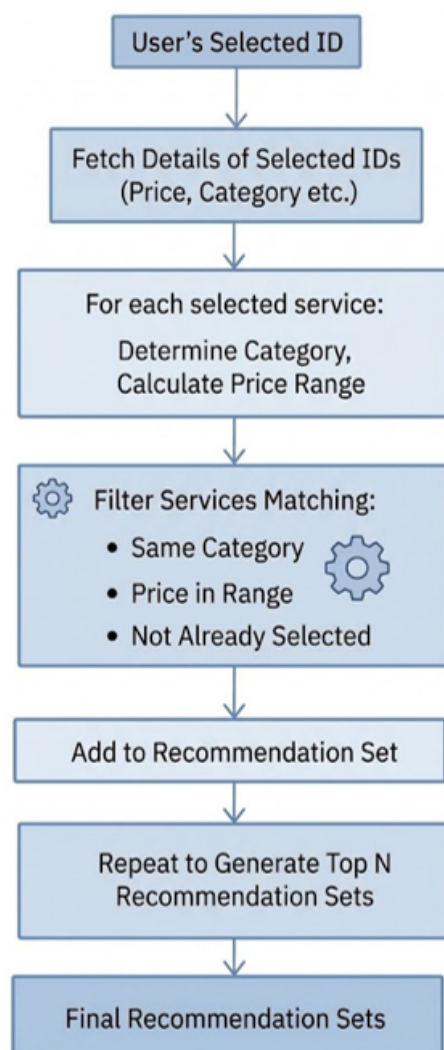 User's Selected ID
Fetch Details of Selected IDs
(Price, Category etc.)
For each selected service:
Determine Category,
Calculate Price Range
Filter Services Matching:
• Same Category
• Price in Range
• Not Already Selected
Add to Recommendation Set
Repeat to Generate Top N
Recommendation Sets
Final Recommendation Sets